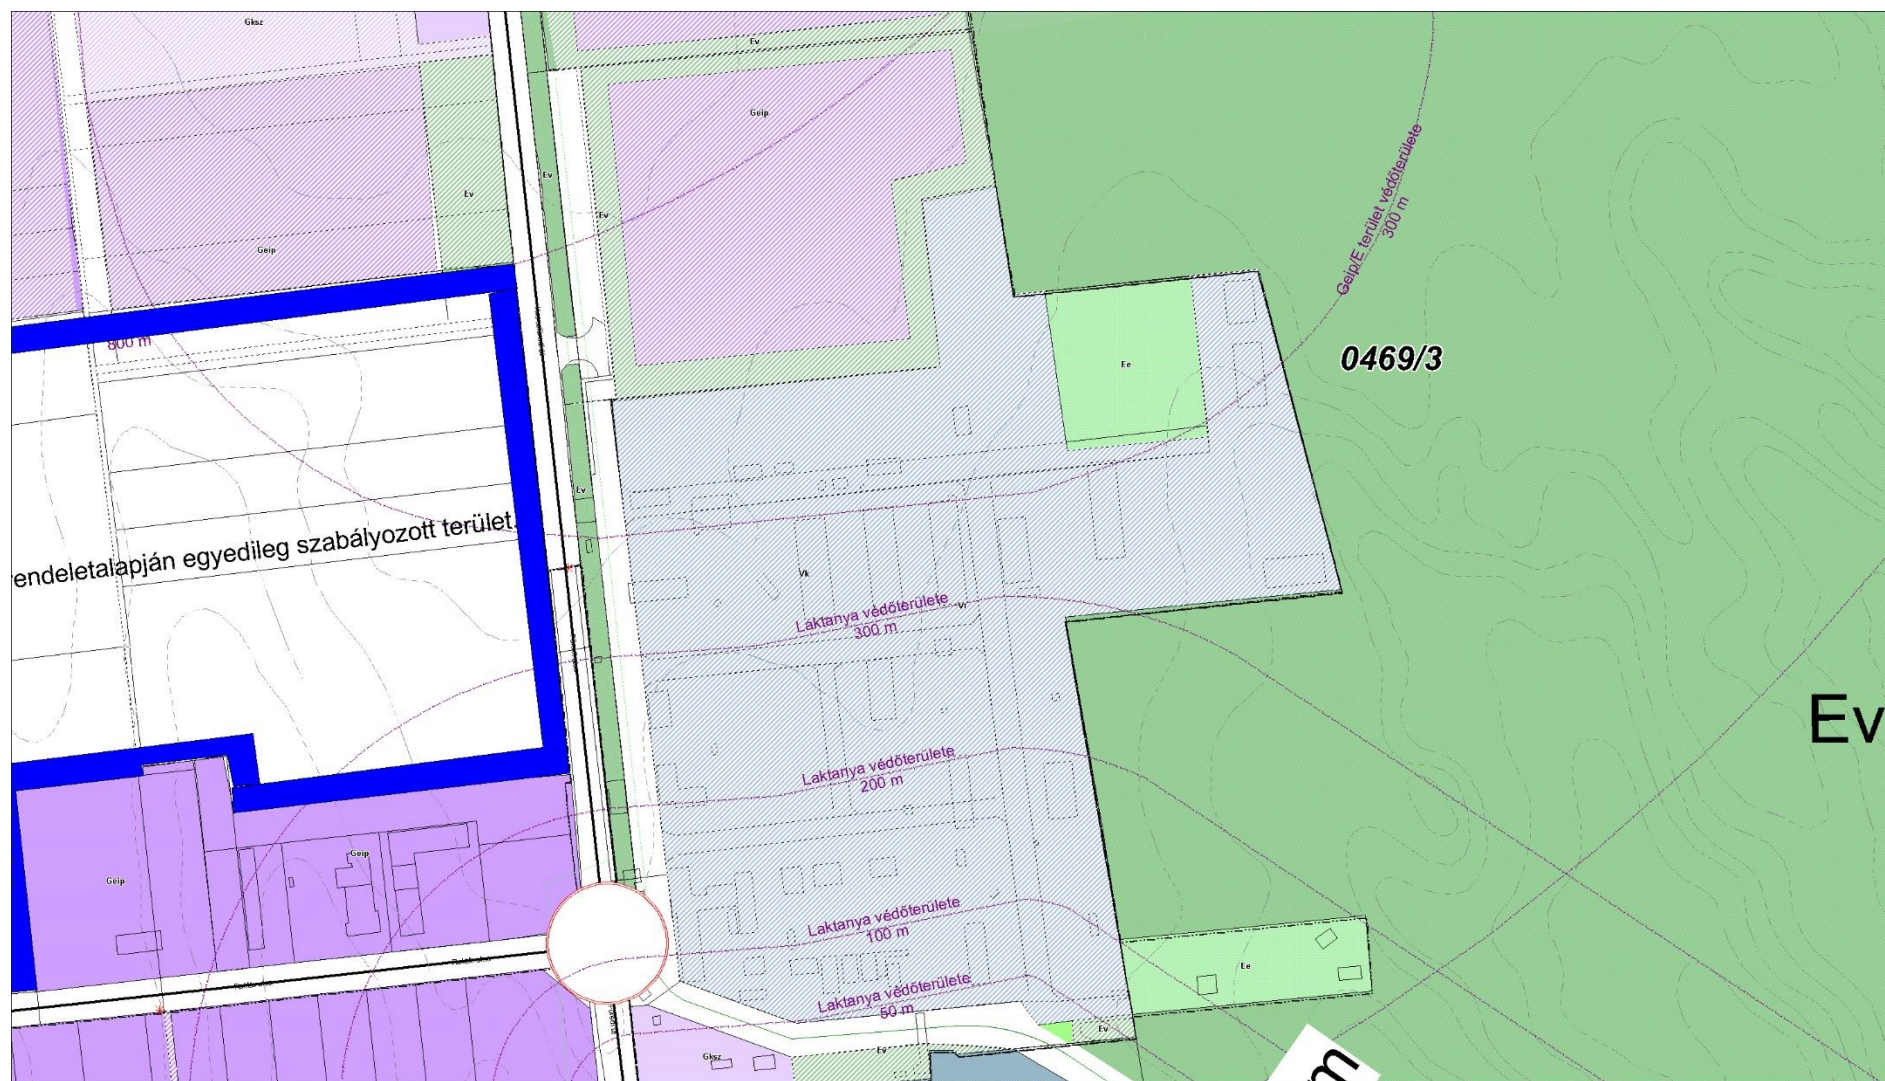 Gksz
Ev
Geip
Ev
Ev
Ev
Geip
Geip/E terület védőterülete
300 m
800 m
0469/3
Ee
Ev
endeletalapján egyedileg szabályozott terület.
Vk
Laktanya védőterülete
300 m
Ev
Laktanya védőterülete
200 m
Geip
Geip
Laktanya védőterülete
100 m
Ee
Laktanya védőterülete
50 m
Ev
Ev
Gksz
m